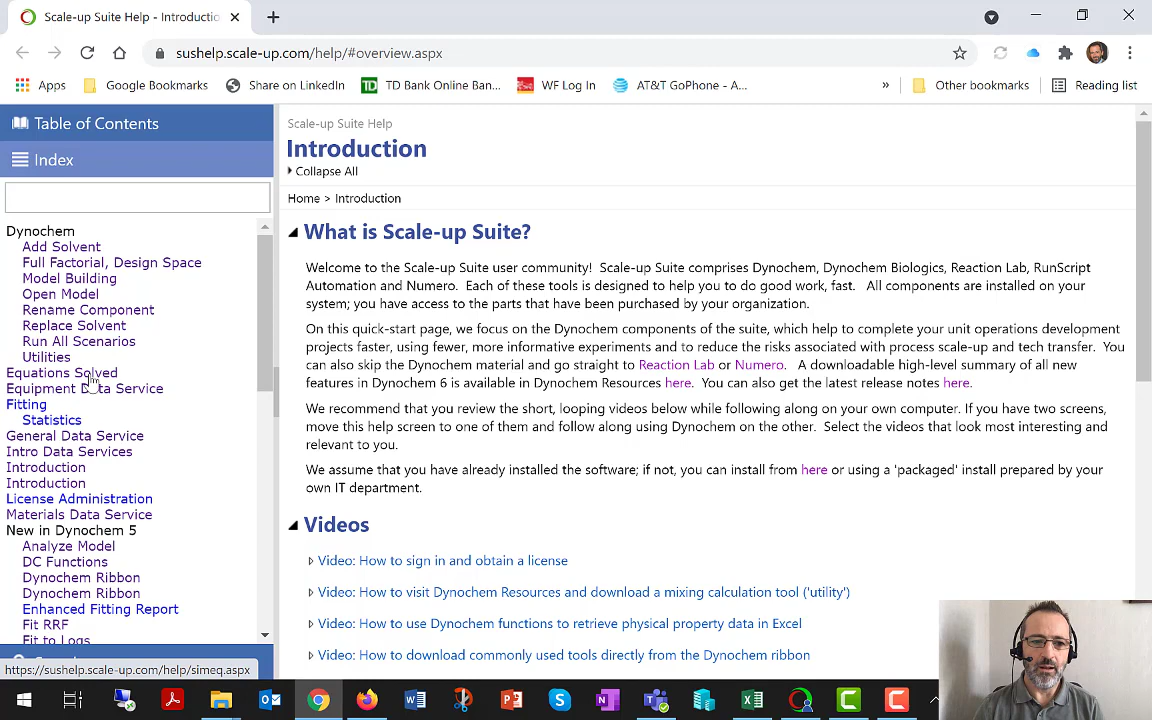 Scale-up Suite Help - Introductio
sushelp.scale-up.com/help/#overview.aspx
Apps
Google Bookmarks
Share on LinkedIn
TD Bank Online Ban...
WF Log In
AT&T GoPhone - A...
»
Other bookmarks
Reading list
Table of Contents
Index
Dynochem
Add Solvent
Full Factorial, Design Space
Model Building
Open Model
Rename Component
Replace Solvent
Run All Scenarios
Utilities
Equations Solved
Equipment Data Service
Fitting
Statistics
General Data Service
Intro Data Services
Introduction
Introduction
License Administration
Materials Data Service
New in Dynochem 5
Analyze Model
DC Functions
Dynochem Ribbon
Dynochem Ribbon
Enhanced Fitting Report
Fit RRF
Fit to Logs
https://sushelp.scale-up.com/help/simeq.aspx
Scale-up Suite Help
Introduction
Collapse All
Home > Introduction
What is Scale-up Suite?
Welcome to the Scale-up Suite user community! Scale-up Suite comprises Dynochem, Dynochem Biologics, Reaction Lab, RunScript
Automation and Numero. Each of these tools is designed to help you to do good work, fast. All components are installed on your
system; you have access to the parts that have been purchased by your organization.
On this quick-start page, we focus on the Dynochem components of the suite, which help to complete your unit operations development
projects faster, using fewer, more informative experiments and to reduce the risks associated with process scale-up and tech transfer. You
can also skip the Dynochem material and go straight to Reaction Lab or Numero. A downloadable high-level summary of all new
features in Dynochem 6 is available in Dynochem Resources here. You can also get the latest release notes here.
We recommend that you review the short, looping videos below while following along on your own computer. If you have two screens,
move this help screen to one of them and follow along using Dynochem on the other. Select the videos that look most interesting and
relevant to you.
We assume that you have already installed the software; if not, you can install from here or using a 'packaged' install prepared by your
own IT department.
Videos
Video: How to sign in and obtain a license
Video: How to visit Dynochem Resources and download a mixing calculation tool ('utility')
Video: How to use Dynochem functions to retrieve physical property data in Excel
Video: How to download commonly used tools directly from the Dynochem ribbon